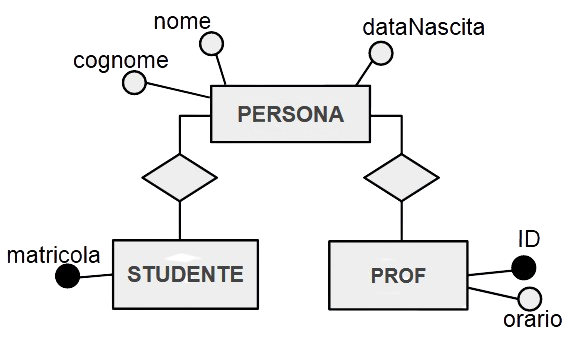 nome
dataNascita
cognome
PERSONA
matricola
STUDENTE
PROF
ID
orario